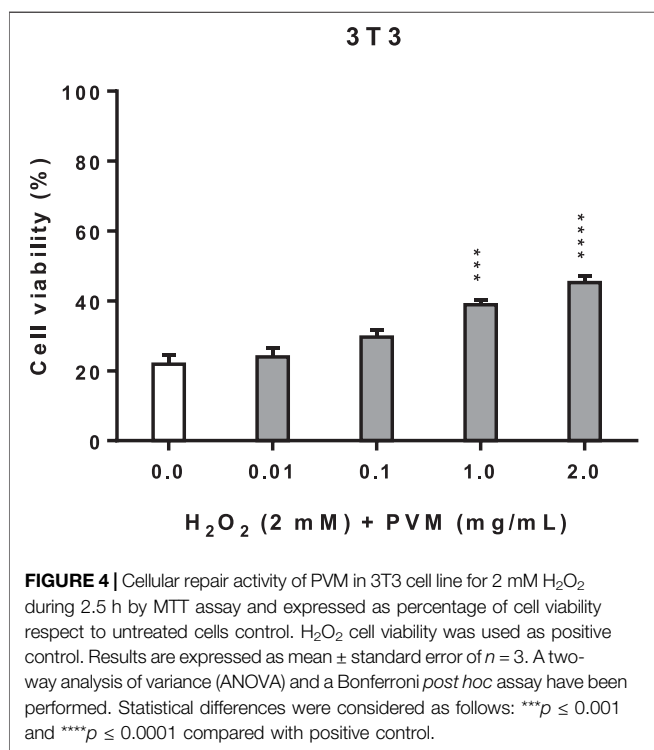 3T3
100
80
60
40
20
0
Cell viability (%)
***
****
0.0 0.01 0.1 1.0 2.0
H₂O₂ (2 mM) + PVM (mg/mL)
FIGURE 4 | Cellular repair activity of PVM in 3T3 cell line for 2 mM H₂O₂
during 2.5 h by MTT assay and expressed as percentage of cell viability
respect to untreated cells control. H₂O₂ cell viability was used as positive
control. Results are expressed as mean ± standard error of n = 3. A two-
way analysis of variance (ANOVA) and a Bonferroni post hoc assay have been
performed. Statistical differences were considered as follows: ***p ≤ 0.001
and ****p ≤ 0.0001 compared with positive control.